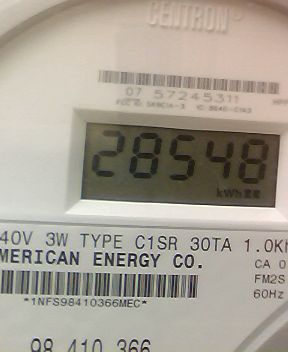 CENTRON®
07 57245311
28548
kWh
40V 3W TYPE C1SR 30TA 1.0Kh
MERICAN ENERGY CO.
CA 0
FM2S
60Hz
*1NFS98410366MEC*
98 410 366